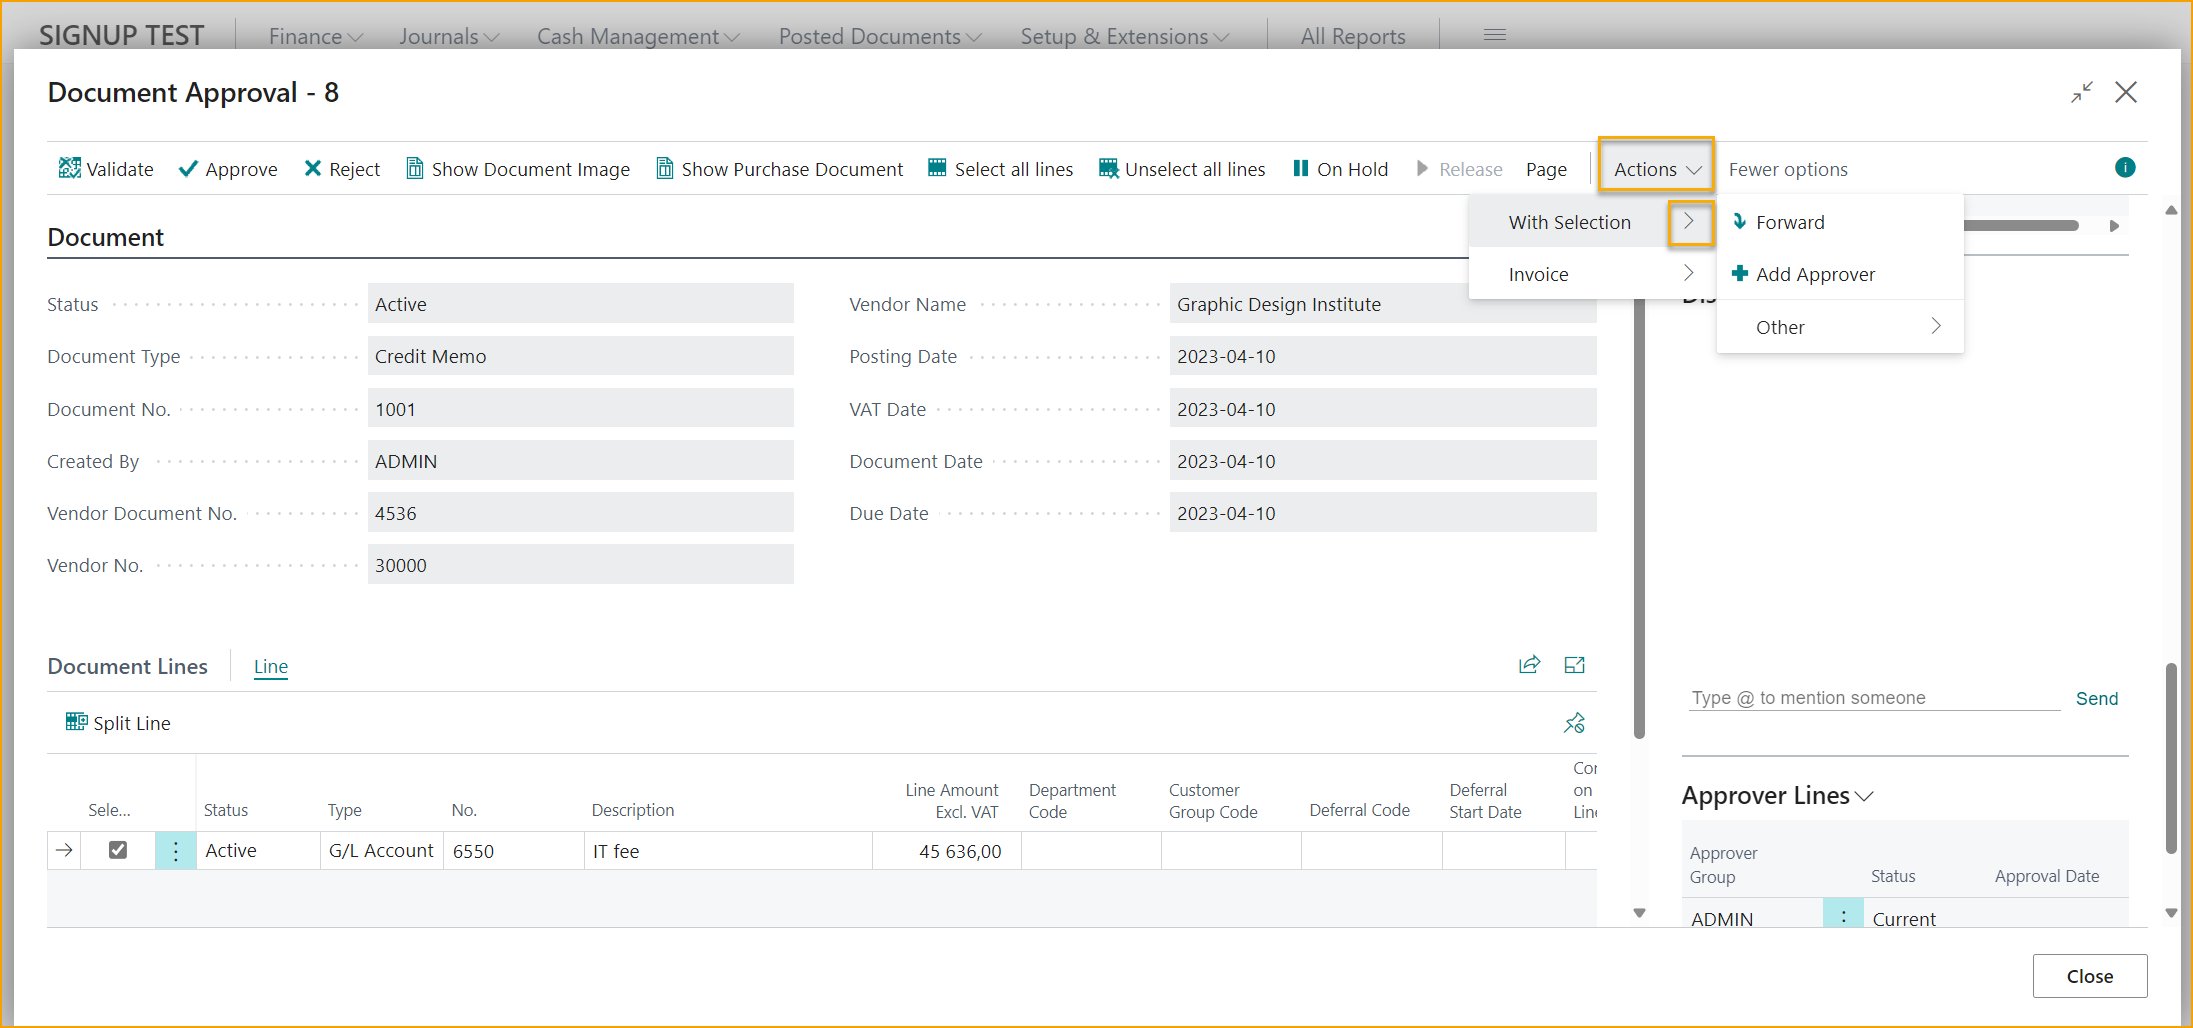 SIGNUP TEST Finance Journals Cash Management Posted Documents Setup & Extensions All Reports
Document Approval - 8
Validate Approve Reject Show Document Image Show Purchase Document Select all lines Unselect all lines On Hold Release Page Actions Fewer options
With Selection
Invoice
Forward
Add Approver
Other
Document
Status Active
Document Type Credit Memo
Document No. 1001
Created By ADMIN
Vendor Document No. 4536
Vendor No. 30000
Vendor Name Graphic Design Institute
Posting Date 2023-04-10
VAT Date 2023-04-10
Document Date 2023-04-10
Due Date 2023-04-10
Document Lines Line
Split Line
Sele... Status Type No. Description Line Amount Excl. VAT Department Code Customer Group Code Deferral Code Deferral Start Date on
Active G/L Account 6550 IT fee 45 636,00
Type @ to mention someone Send
Approver Lines
Approver Group Status Approval Date
ADMIN Current
Close